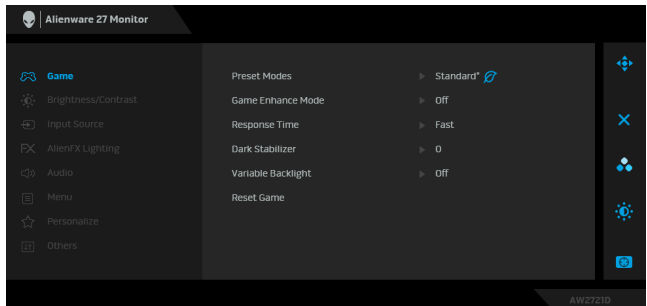 Alienware 27 Monitor
Game
Brightness/Contrast
Input Source
AlienFX Lighting
Audio
Menu
Personalize
Others
Preset Modes Standard*
Game Enhance Mode Off
Response Time Fast
Dark Stabilizer 0
Variable Backlight Off
Reset Game
AW2721D